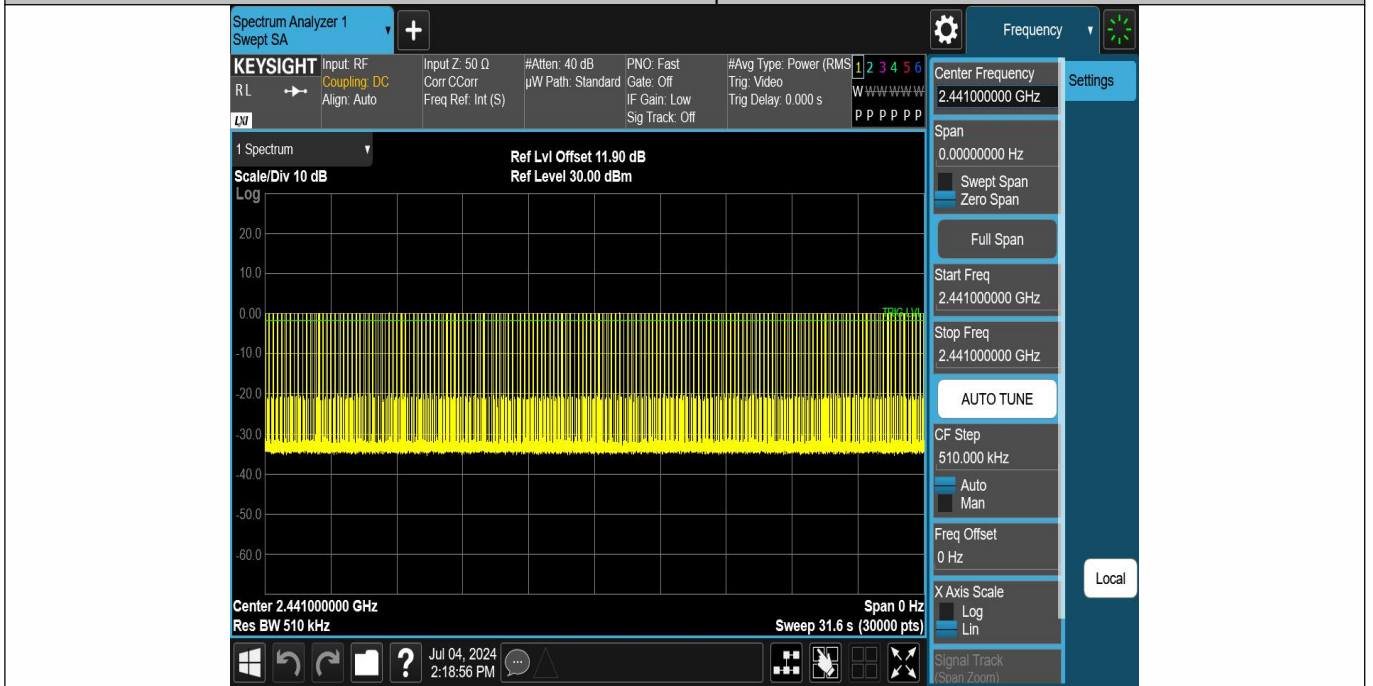 Spectrum Analyzer 1
Swept SA
Frequency
KEYSIGHT
R L
LXI
Input: RF
Coupling: DC
Align: Auto
Input Z: 50 Ω
Corr CCorr
Freq Ref: Int (S)
#Atten: 40 dB
µW Path: Standard
PNO: Fast
Gate: Off
IF Gain: Low
Sig Track: Off
#Avg Type: Power (RMS
Trig: Video
Trig Delay: 0.000 s
1 2 3 4 5 6
W W W W W W
P P P P P P
Center Frequency
2.441000000 GHz
Settings
Span
0.00000000 Hz
Swept Span
Zero Span
Full Span
Start Freq
2.441000000 GHz
Stop Freq
2.441000000 GHz
AUTO TUNE
CF Step
510.000 kHz
Auto
Man
Freq Offset
0 Hz
X Axis Scale
Log
Lin
Signal Track
(Span Zoom)
Local
1 Spectrum
Scale/Div 10 dB
Ref Lvl Offset 11.90 dB
Ref Level 30.00 dBm
Log
20.0
10.0
0.00
TRIG LVL
-10.0
-20.0
-30.0
-40.0
-50.0
-60.0
Center 2.441000000 GHz
Span 0 Hz
Res BW 510 kHz
Sweep 31.6 s (30000 pts)
?
Jul 04, 2024
2:18:56 PM